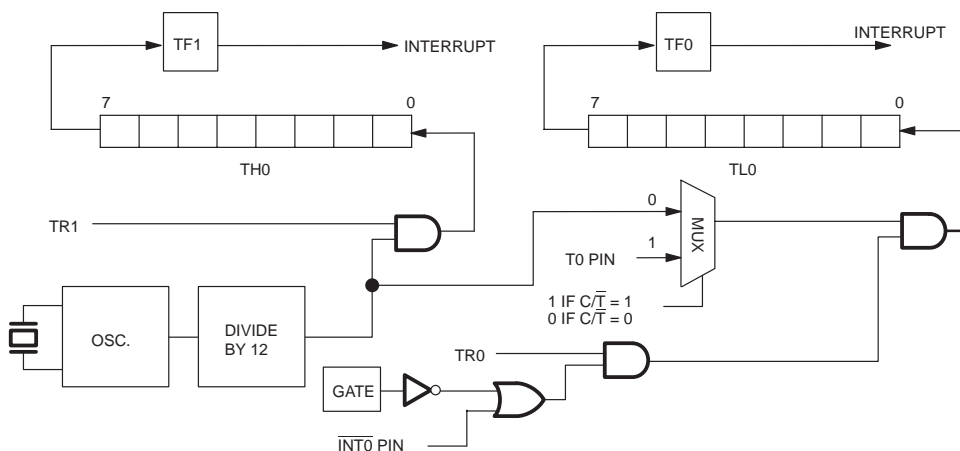 TF1
INTERRUPT
TF0
INTERRUPT
7
0
7
0
TH0
TL0
TR1
0
1
MUX
T0 PIN
1 IF C/T̅ = 1
0 IF C/T̅ = 0
OSC.
DIVIDE
BY 12
TR0
GATE
I̅N̅T̅0̅ PIN